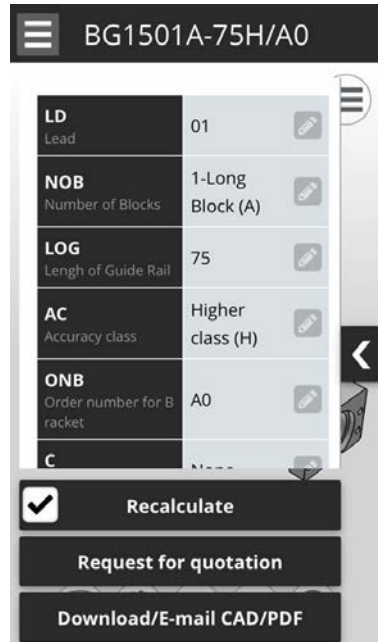 BG1501A-75H/A0
LD
Lead
01
NOB
Number of Blocks
1-Long
Block (A)
LOG
Lengh of Guide Rail
75
AC
Accuracy class
Higher
class (H)
ONB
Order number for B
racket
A0
C
None
Recalculate
Request for quotation
Download/E-mail CAD/PDF